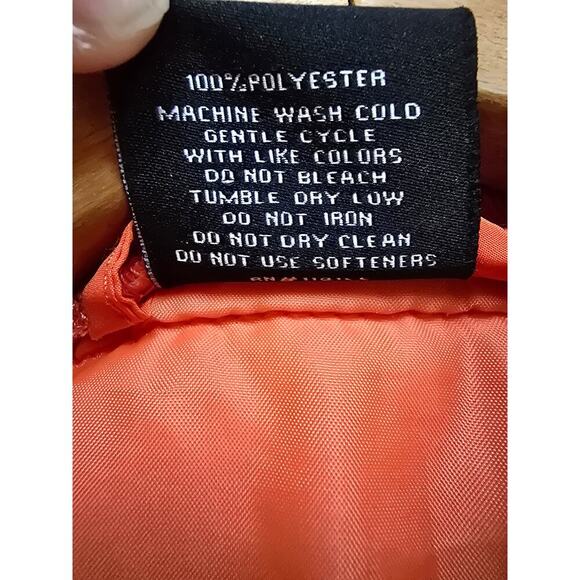 100%POLYESTER
MACHINE WASH COLD
GENTLE CYCLE
WITH LIKE COLORS
DO NOT BLEACH
TUMBLE DRY LOW
DO NOT IRON
DO NOT DRY CLEAN
DO NOT USE SOFTENERS